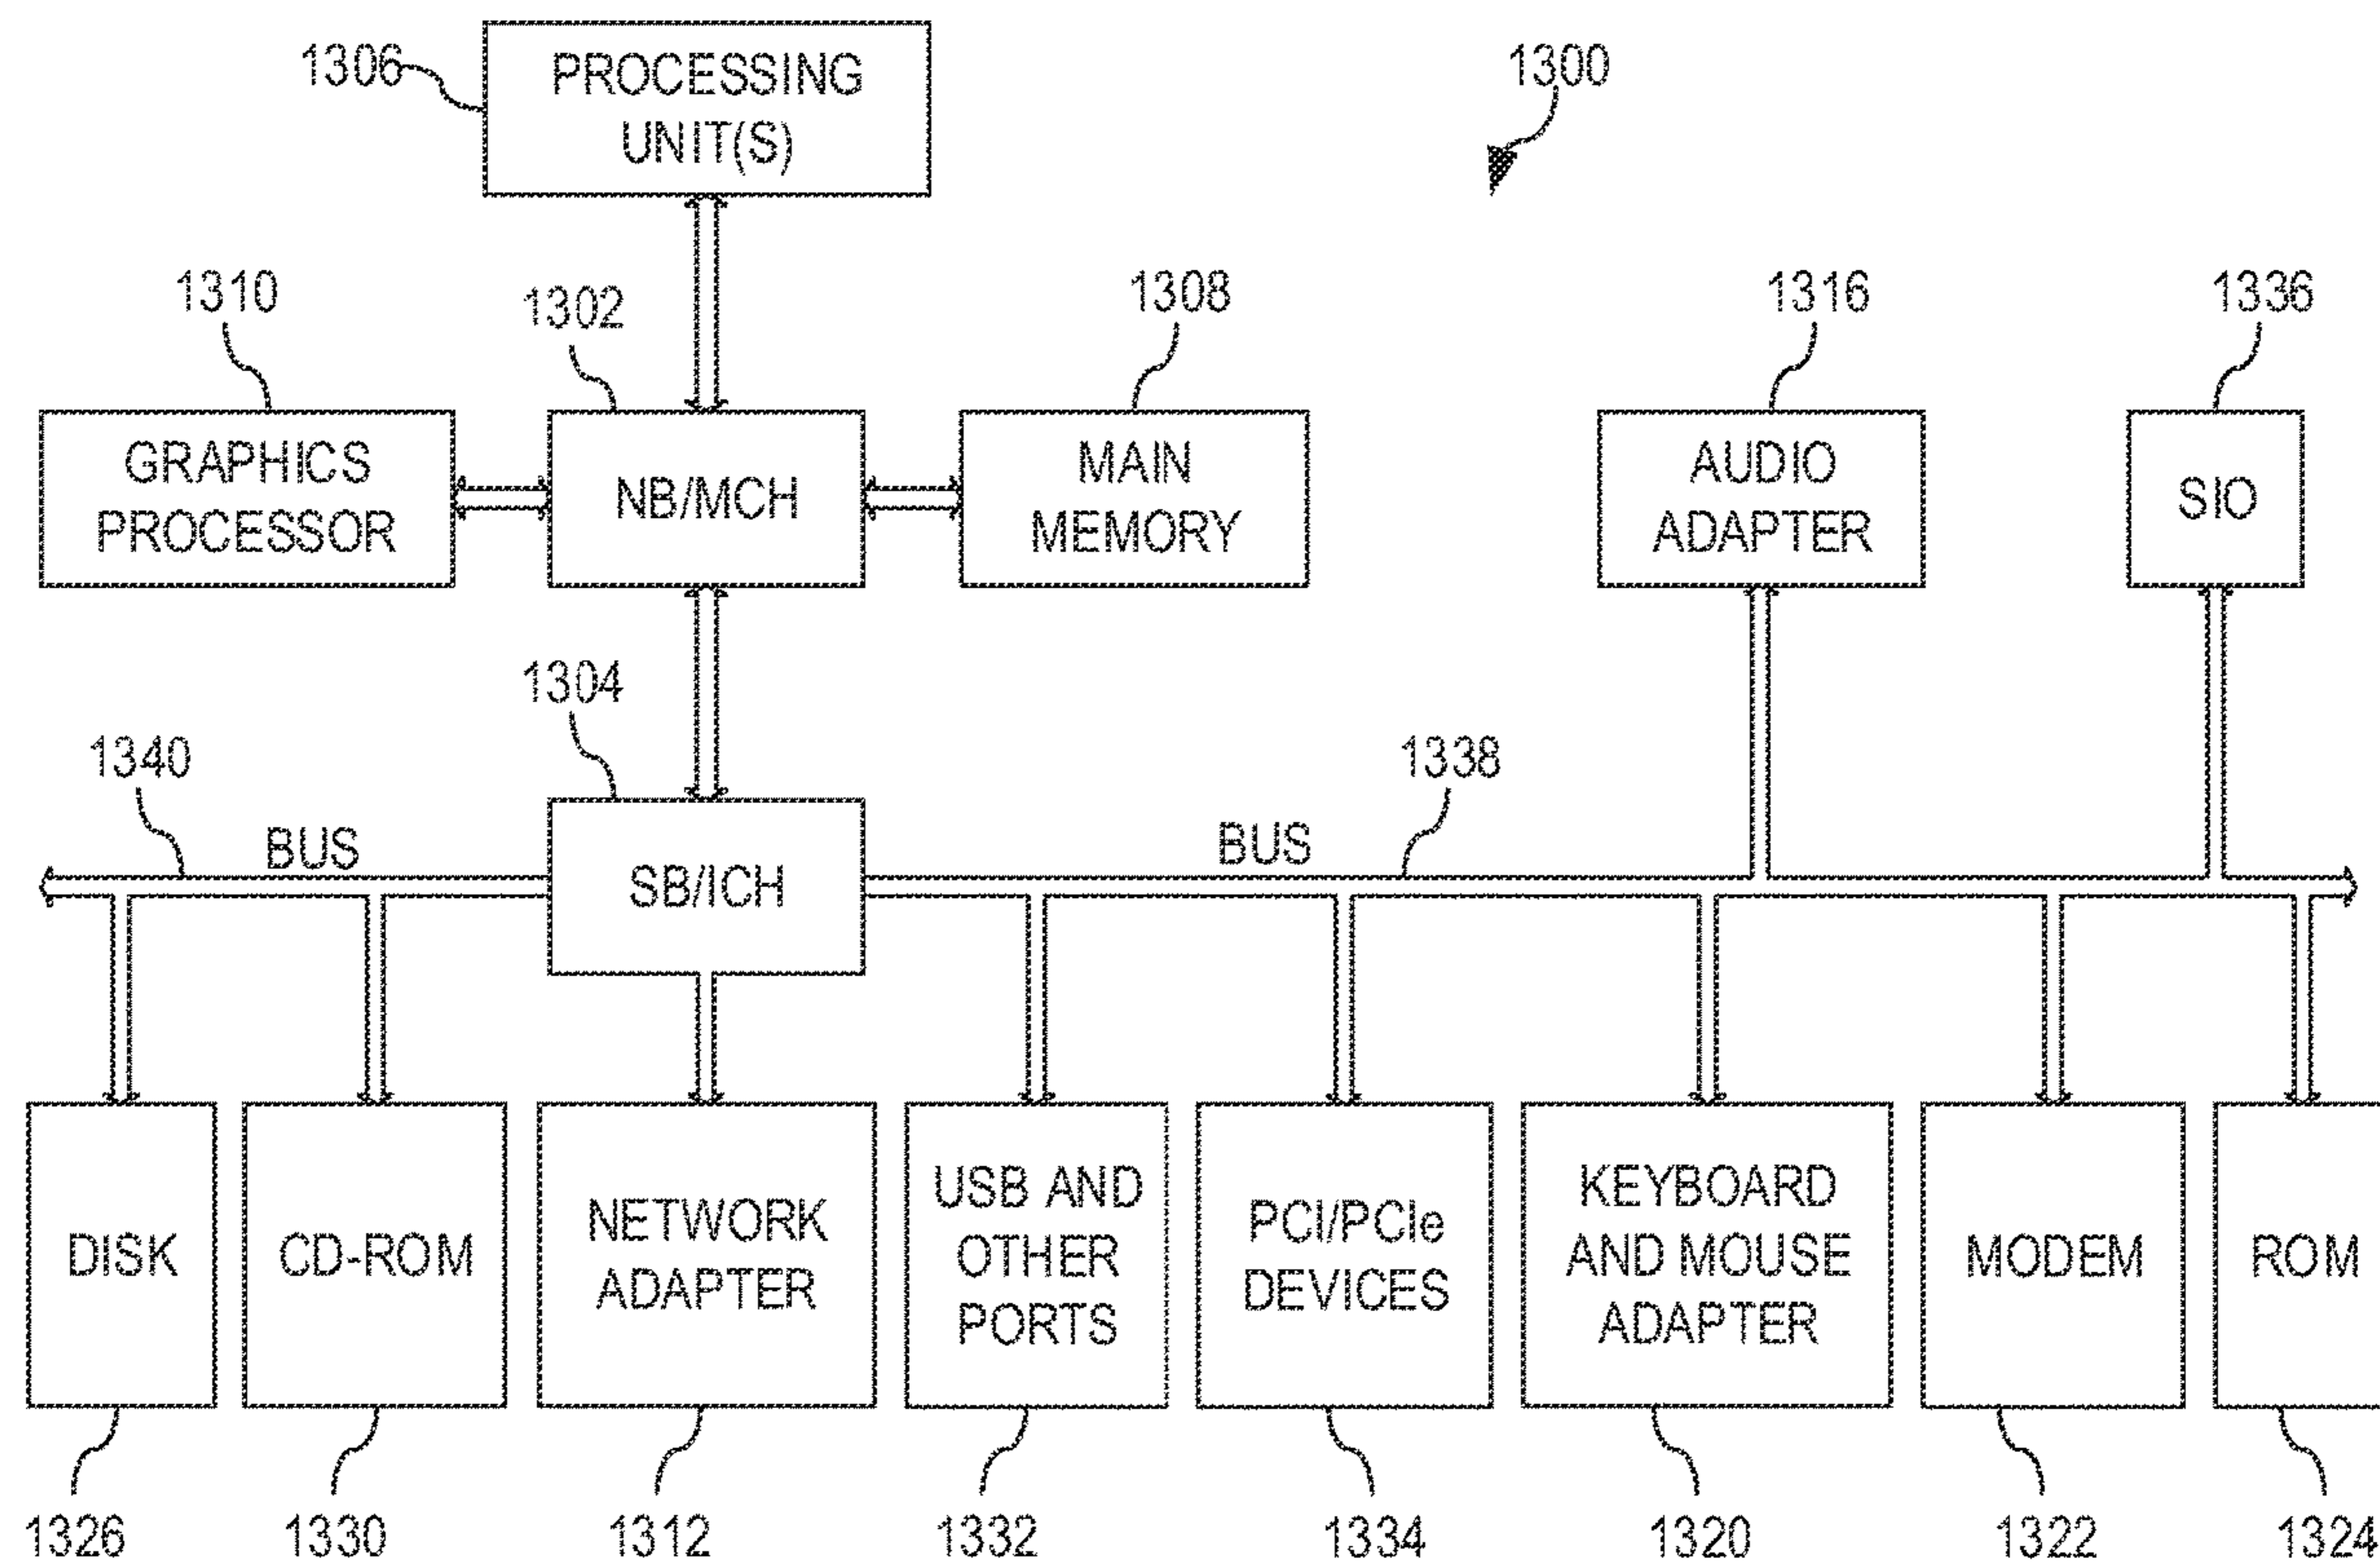 1306
PROCESSING
UNIT(S)
1300
1310
1302
1308
1316
1336
GRAPHICS
PROCESSOR
NB/MCH
MAIN
MEMORY
AUDIO
ADAPTER
SIO
1304
1340
1338
BUS
SB/ICH
BUS
DISK
CD-ROM
NETWORK
ADAPTER
USB AND
OTHER
PORTS
PCI/PCIe
DEVICES
KEYBOARD
AND MOUSE
ADAPTER
MODEM
ROM
1326
1330
1312
1332
1334
1320
1322
1324